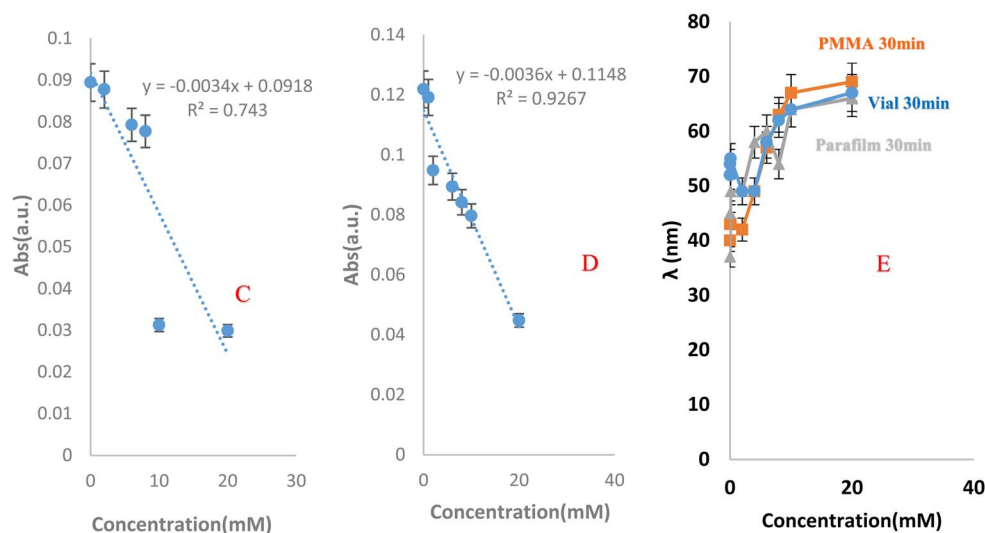 0.1
0.09
0.08
0.07
0.06
0.05
0.04
0.03
0.02
0.01
0
Abs(a.u.)
y = -0.0034x + 0.0918
R² = 0.743
C
0 10 20 30
Concentration(mM)
0.14
0.12
0.1
0.08
0.06
0.04
0.02
0
Abs(a.u.)
y = -0.0036x + 0.1148
R² = 0.9267
D
0 20 40
Concentration(mM)
80
70
60
50
40
30
20
10
0
λ (nm)
PMMA 30min
Vial 30min
Parafilm 30min
E
0 20 40
Concentration(mM)